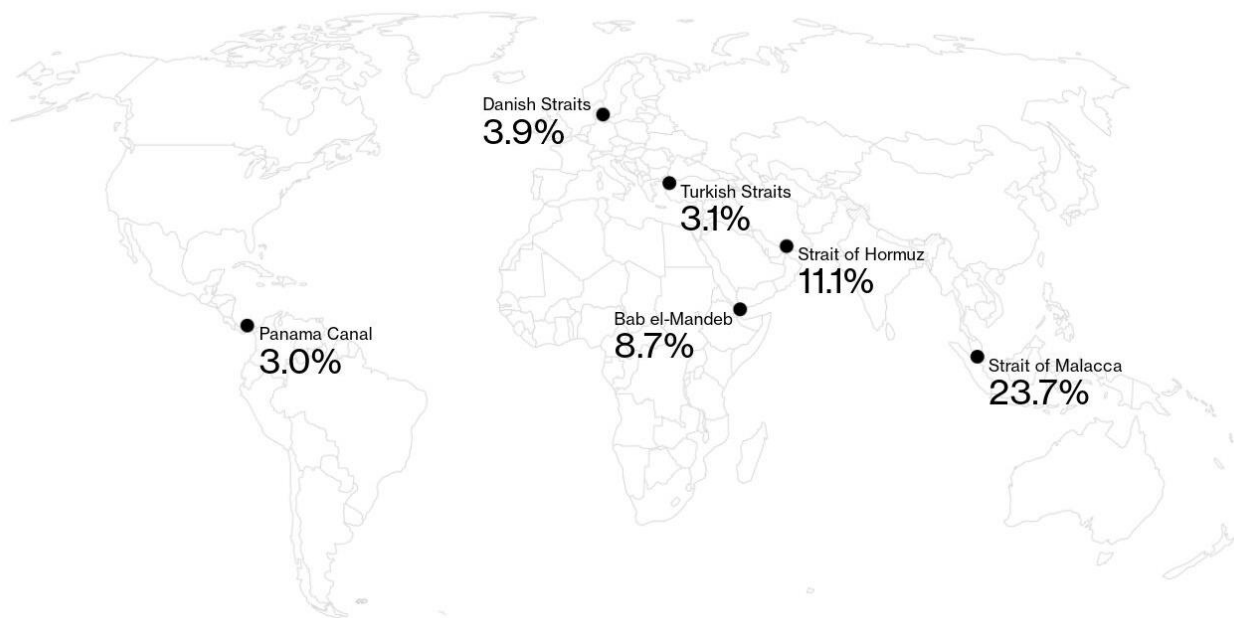 Danish Straits
3.9%
Turkish Straits
3.1%
Strait of Hormuz
11.1%
Bab el-Mandeb
8.7%
Panama Canal
3.0%
Strait of Malacca
23.7%